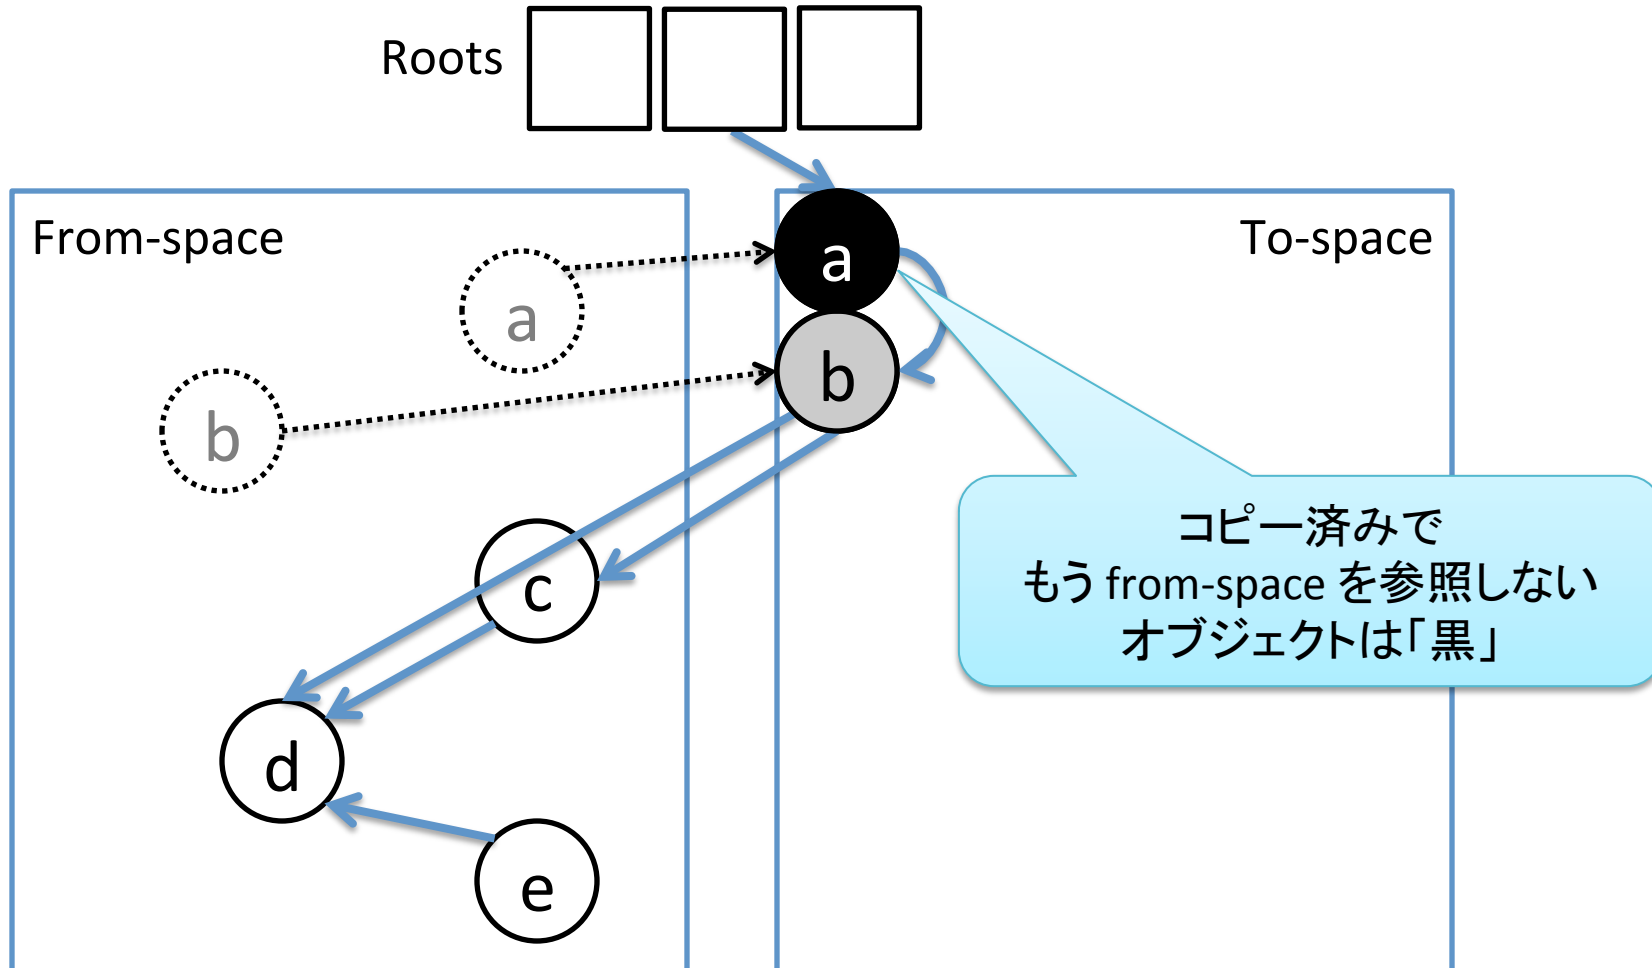 Roots
From-space
To-space
a
a
b
b
コピー済みで
もう from-space を参照しない
オブジェクトは「黒」
c
d
e